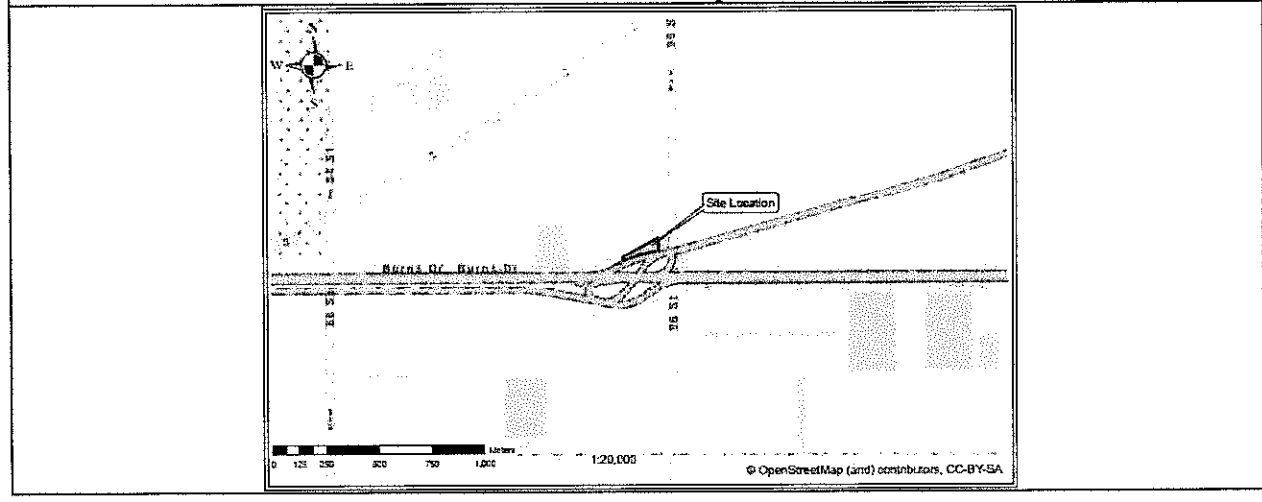 N
W E
S
Site Location
Burns Dr Burns Dr
Meters
0 125 250 500 750 1,000
1:20,000
© OpenStreetMap (and) contributors, CC-BY-SA